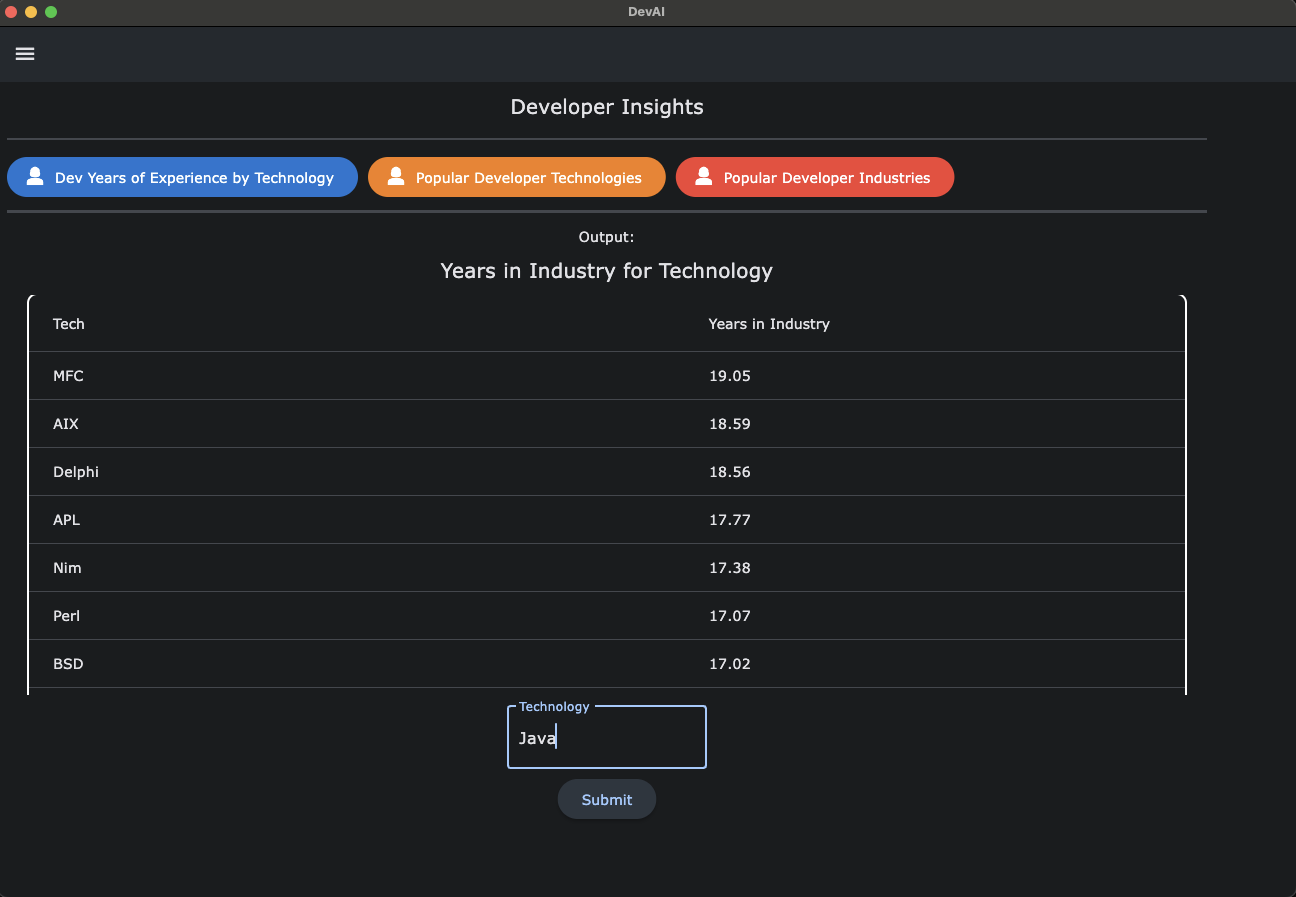 DevAI
Developer Insights
Dev Years of Experience by Technology Popular Developer Technologies Popular Developer Industries
Output:
Years in Industry for Technology
Tech Years in Industry
MFC 19.05
AIX 18.59
Delphi 18.56
APL 17.77
Nim 17.38
Perl 17.07
BSD 17.02
Technology
Java
Submit